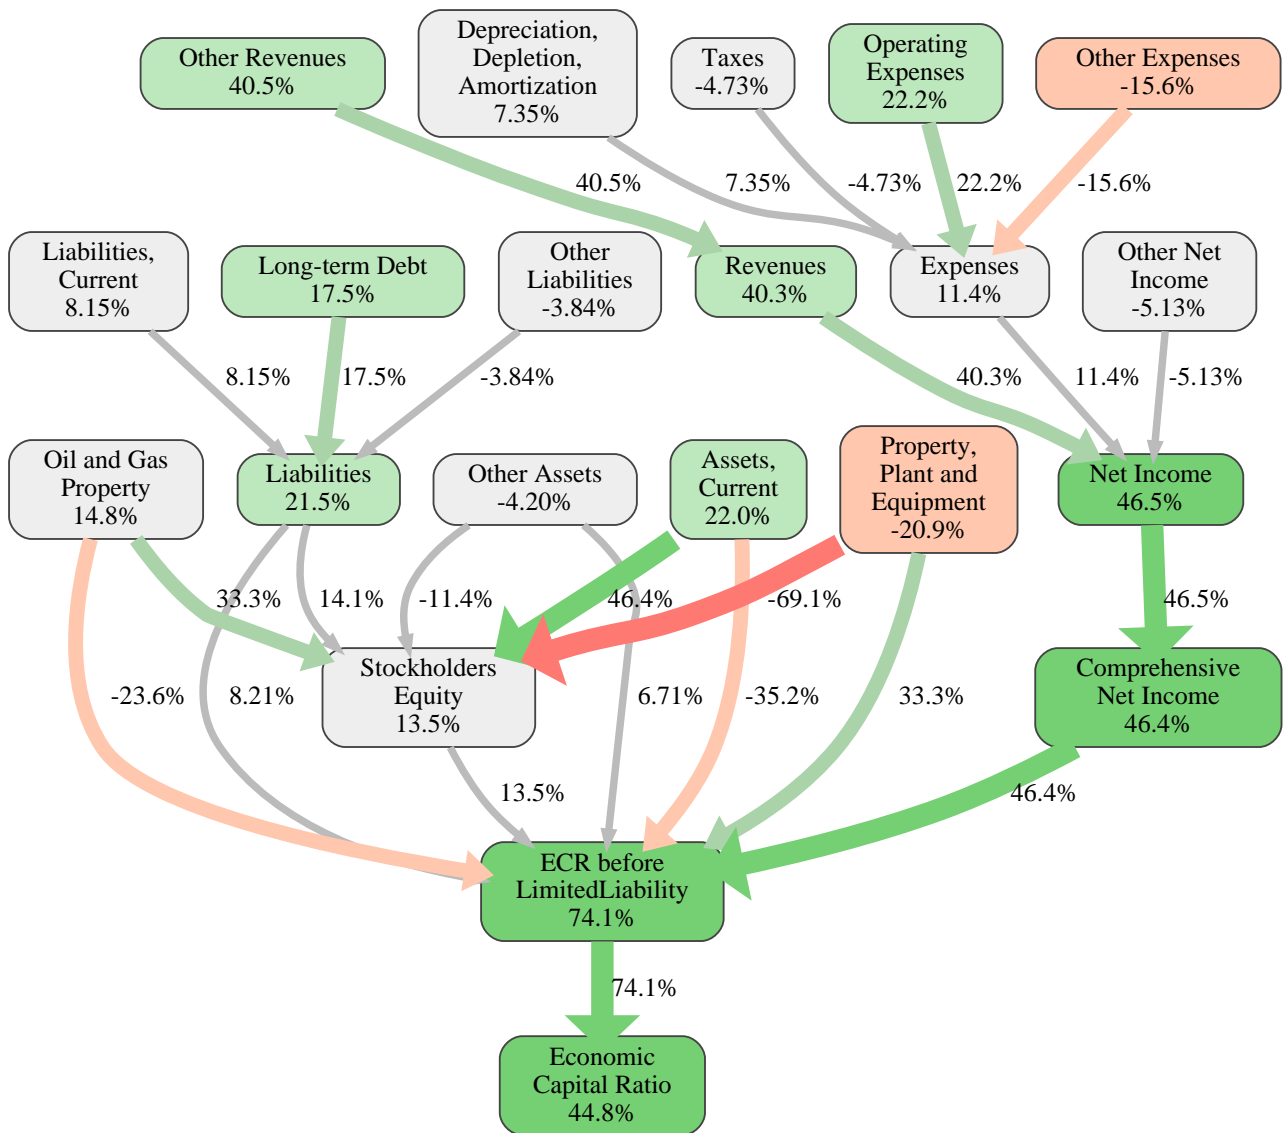 Other Revenues
40.5%
Depreciation,
Depletion,
Amortization
7.35%
Taxes
-4.73%
Operating
Expenses
22.2%
Other Expenses
-15.6%
40.5%
7.35%
-4.73%
22.2%
-15.6%
Liabilities,
Current
8.15%
Long-term Debt
17.5%
Other
Liabilities
-3.84%
Revenues
40.3%
Expenses
11.4%
Other Net
Income
-5.13%
8.15%
17.5%
-3.84%
40.3%
11.4%
-5.13%
Oil and Gas
Property
14.8%
Liabilities
21.5%
Other Assets
-4.20%
Assets,
Current
22.0%
Property,
Plant and
Equipment
-20.9%
Net Income
46.5%
33.3%
14.1%
-11.4%
46.4%
-69.1%
46.5%
Stockholders
Equity
13.5%
Comprehensive
Net Income
46.4%
-23.6%
8.21%
6.71%
-35.2%
33.3%
13.5%
46.4%
ECR before
LimitedLiability
74.1%
74.1%
Economic
Capital Ratio
44.8%